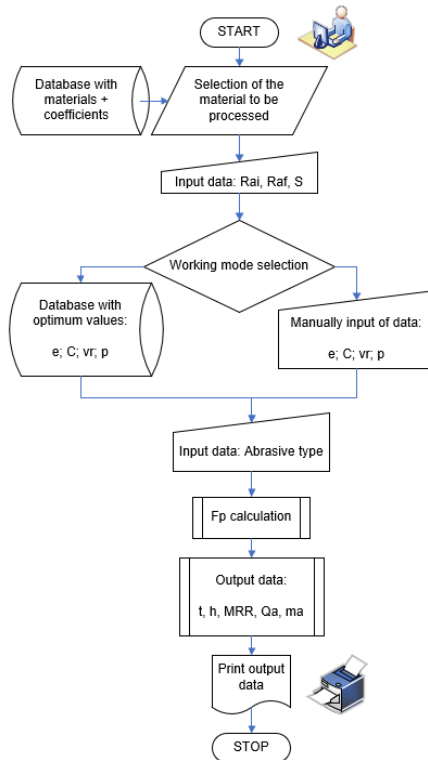 START
Database with
materials +
coefficients
Selection of the
material to be
processed
Input data: Rai, Raf, S
Working mode selection
Database with
optimum values:
e; C; vr; p
Manually input of data:
e; C; vr; p
Input data: Abrasive type
Fp calculation
Output data:
t, h, MRR, Qa, ma
Print output
data
STOP